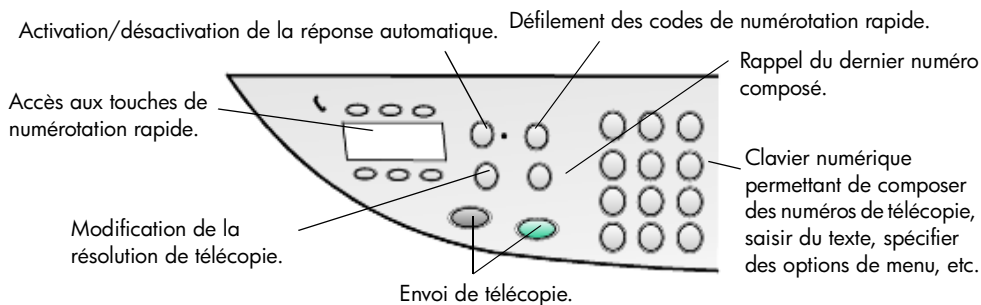 Activation/désactivation de la réponse automatique.
Défilement des codes de numérotation rapide.
Rappel du dernier numéro
composé.
Accès aux touches de
numérotation rapide.
Clavier numérique
permettant de composer
des numéros de télécopie,
saisir du texte, spécifier
des options de menu, etc.
Modification de la
résolution de télécopie.
Envoi de télécopie.